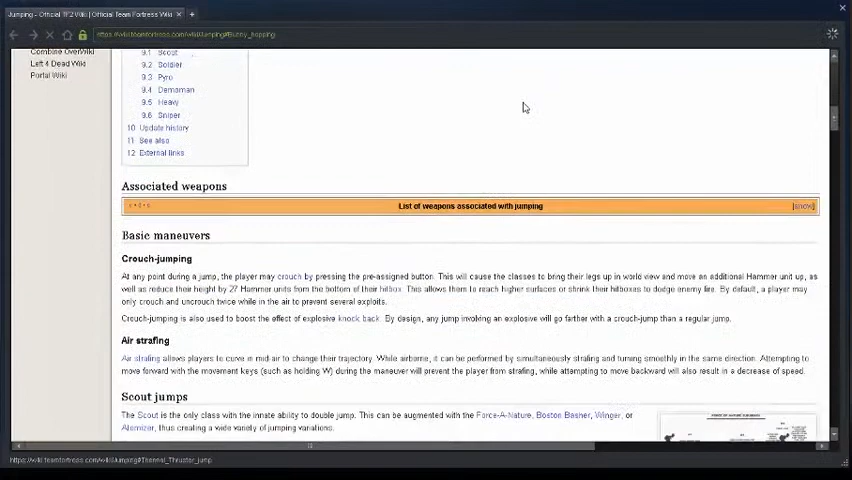 Jumping - Official TF2 Wiki | Official Team Fortress Wiki
https://wiki.teamfortress.com/wiki/Jumping#Bunny_hopping
Combine OverWiki
Left 4 Dead Wiki
Portal Wiki
9.1 Scout
9.2 Soldier
9.3 Pyro
9.4 Demoman
9.5 Heavy
9.6 Sniper
10 Update history
11 See also
12 External links
Associated weapons
v · t · e List of weapons associated with jumping [show]
Basic maneuvers
Crouch-jumping
At any point during a jump, the player may crouch by pressing the pre-assigned button. This will cause the classes to bring their legs up in world view and move an additional Hammer unit up, as
well as reduce their height by 27 Hammer units from the bottom of their hitbox. This allows them to reach higher surfaces or shrink their hitboxes to dodge enemy fire. By default, a player may
only crouch and uncrouch twice while in the air to prevent several exploits.
Crouch-jumping is also used to boost the effect of explosive knock back. By design, any jump involving an explosive will go farther with a crouch-jump than a regular jump.
Air strafing
Air strafing allows players to curve in mid-air to change their trajectory. While airborne, it can be performed by simultaneously strafing and turning smoothly in the same direction. Attempting to
move forward with the movement keys (such as holding W) during the maneuver will prevent the player from strafing, while attempting to move backward will also result in a decrease of speed.
Scout jumps
The Scout is the only class with the innate ability to double jump. This can be augmented with the Force-A-Nature, Boston Basher, Winger, or
Atomizer, thus creating a wide variety of jumping variations.
https://wiki.teamfortress.com/wiki/Jumping#Thermal_Thruster_jump